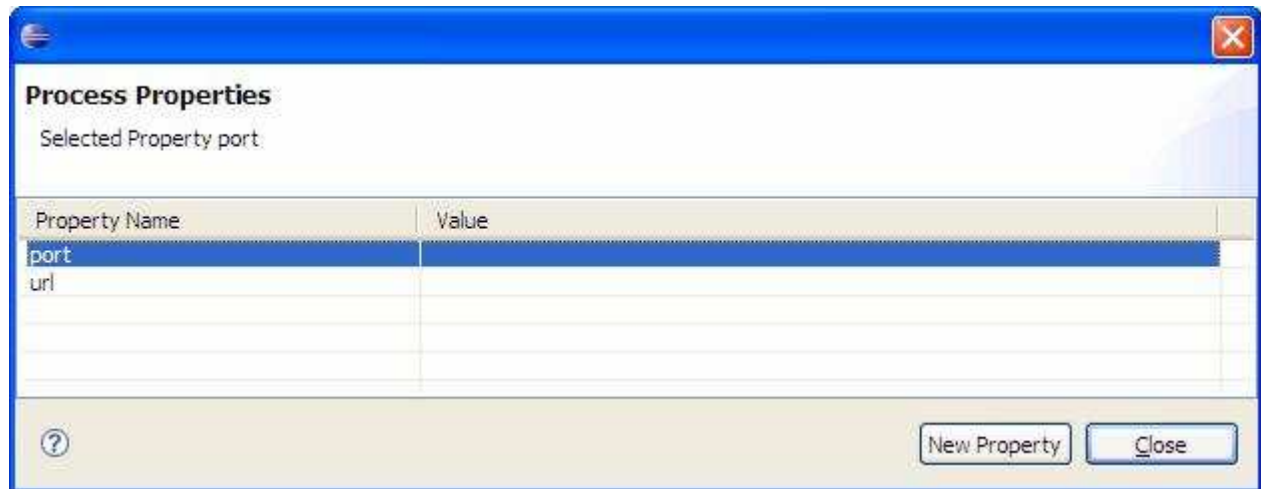 Process Properties
Selected Property port
Property Name Value
port
url
? New Property Close